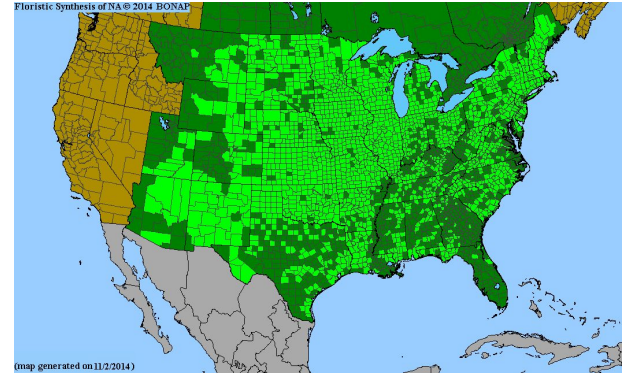 Floristic Synthesis of NA © 2014 BONAP
(map generated on 11/2/2014)